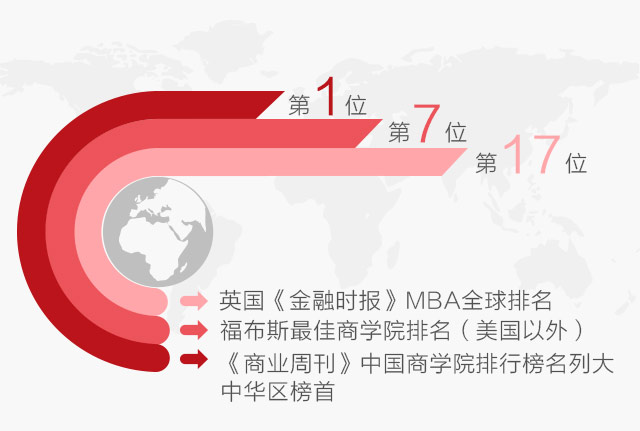 第1位
第7位
第17位
英国《金融时报》MBA全球排名
福布斯最佳商学院排名（美国以外）
《商业周刊》中国商学院排行榜名列大
中华区榜首